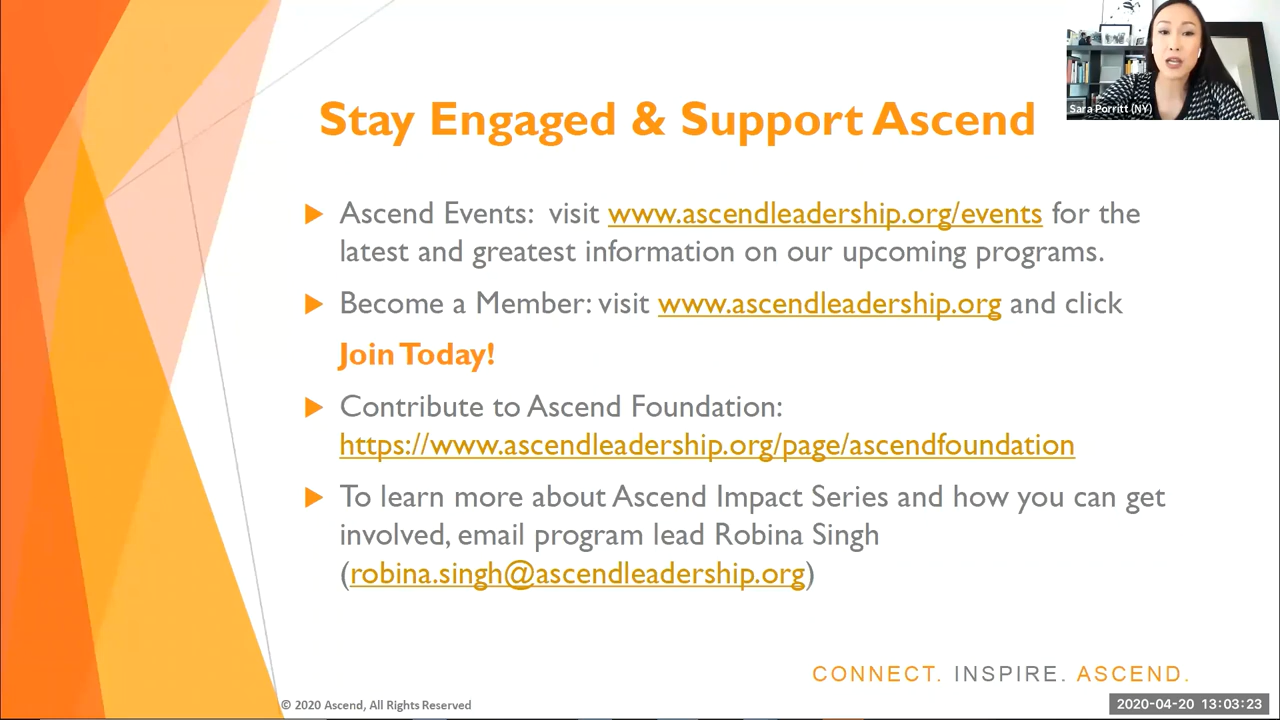 Stay Engaged & Support Ascend
Sara Porritt (NY)
Ascend Events:  visit www.ascendleadership.org/events for the
latest and greatest information on our upcoming programs.
Become a Member: visit www.ascendleadership.org and click
Join Today!
Contribute to Ascend Foundation:
https://www.ascendleadership.org/page/ascendfoundation
To learn more about Ascend Impact Series and how you can get
involved, email program lead Robina Singh
(robina.singh@ascendleadership.org)
CONNECT. INSPIRE. ASCEND.
© 2020 Ascend, All Rights Reserved
2020-04-20 13:03:23